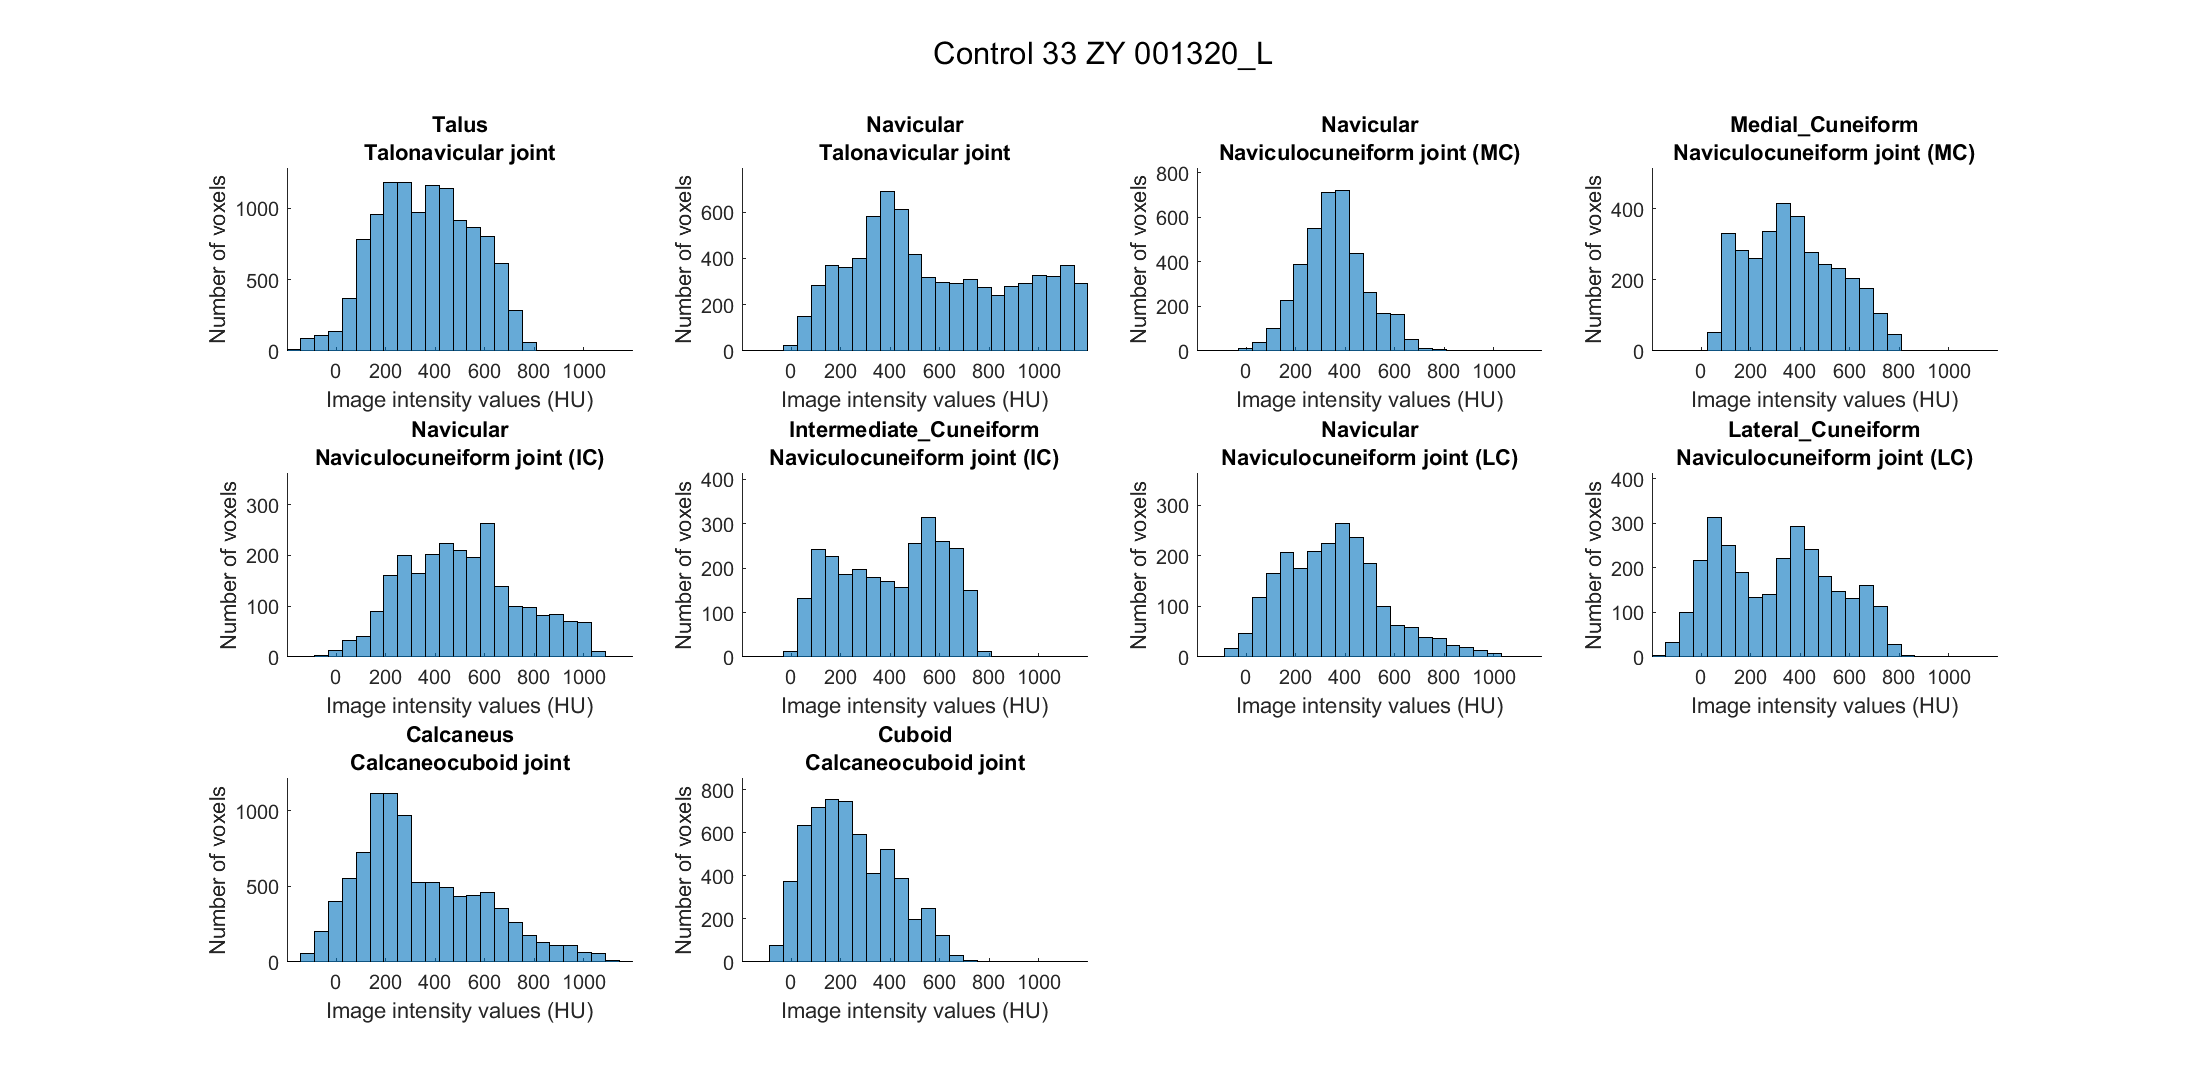 Control 33 ZY 001320_L
Talus
Talonavicular joint
Number of voxels
1000
500
0
0 200 400 600 800 1000
Image intensity values (HU)
Navicular
Talonavicular joint
Number of voxels
600
400
200
0
0 200 400 600 800 1000
Image intensity values (HU)
Navicular
Naviculocuneiform joint (MC)
Number of voxels
800
600
400
200
0
0 200 400 600 800 1000
Image intensity values (HU)
Medial_Cuneiform
Naviculocuneiform joint (MC)
Number of voxels
400
200
0
0 200 400 600 800 1000
Image intensity values (HU)
Navicular
Naviculocuneiform joint (IC)
Number of voxels
300
200
100
0
0 200 400 600 800 1000
Image intensity values (HU)
Intermediate_Cuneiform
Naviculocuneiform joint (IC)
Number of voxels
400
300
200
100
0
0 200 400 600 800 1000
Image intensity values (HU)
Navicular
Naviculocuneiform joint (LC)
Number of voxels
300
200
100
0
0 200 400 600 800 1000
Image intensity values (HU)
Lateral_Cuneiform
Naviculocuneiform joint (LC)
Number of voxels
400
300
200
100
0
0 200 400 600 800 1000
Image intensity values (HU)
Calcaneus
Calcaneocuboid joint
Number of voxels
1000
500
0
0 200 400 600 800 1000
Image intensity values (HU)
Cuboid
Calcaneocuboid joint
Number of voxels
800
600
400
200
0
0 200 400 600 800 1000
Image intensity values (HU)